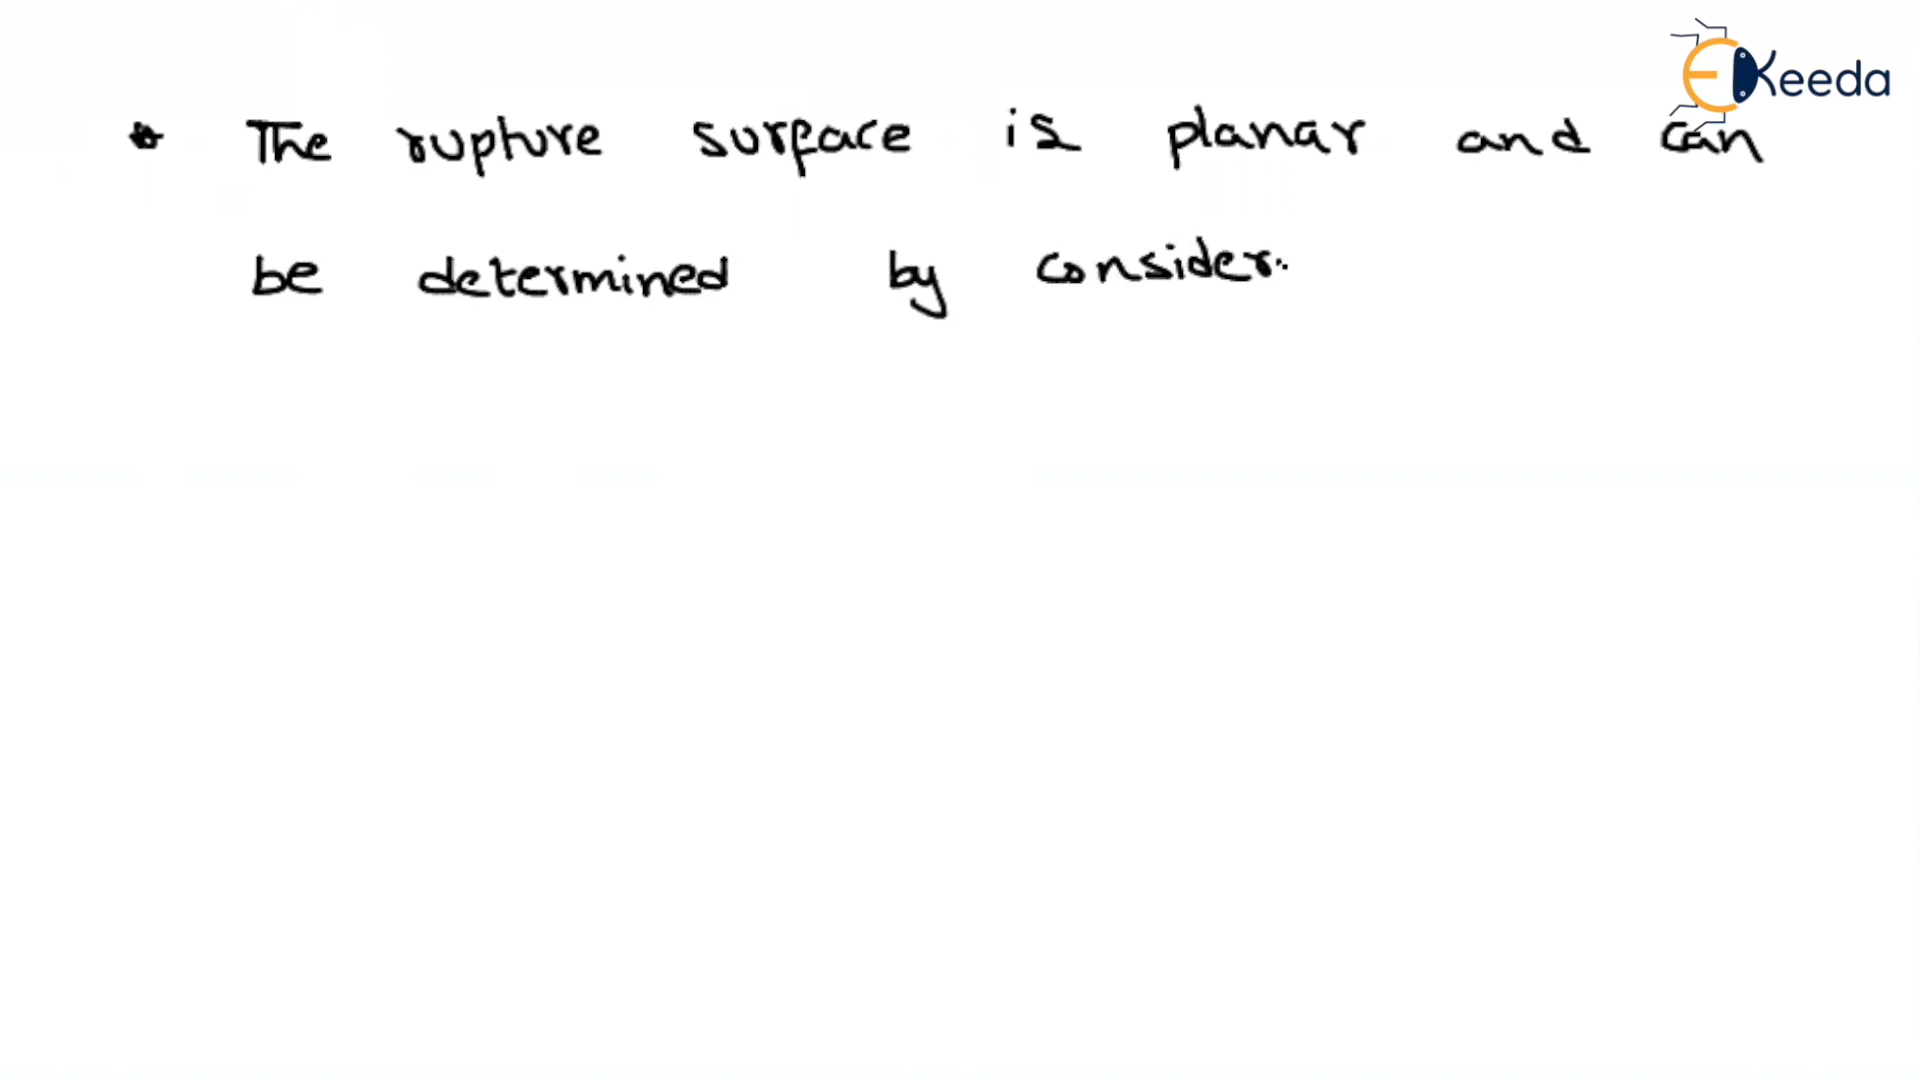 EKeeda
* The rupture surface is planar and can
be determined by consider.